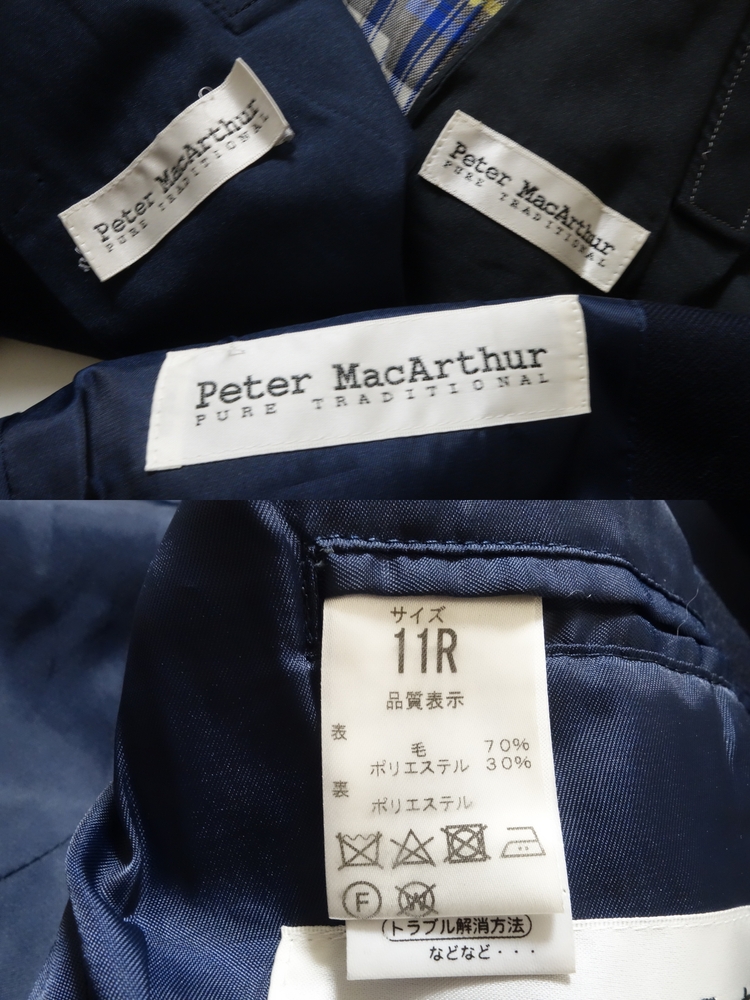 Peter MacArthur
PURE TRADITIONAL
Peter MacArthur
PURE TRADITIONAL
Peter MacArthur
PURE TRADITIONAL
サイズ
11R
品質表示
表
毛 70%
ポリエステル 30%
裏
ポリエステル
F
W
(トラブル解消方法)
などなど・・・